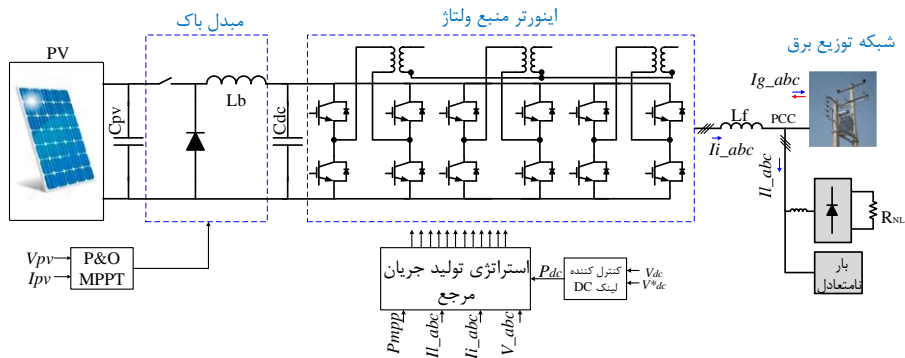 مبدل باک
اینورتر منبع ولتاژ
شبکه توزیع برق
PV
Cpv
Lb
Cdc
Ig_abc
Lf
PCC
Ii_abc
Il_abc
RNL
بار
نامتعادل
Vpv
Ipv
P&O
MPPT
استراتژی تولید جریان
مرجع
Pdc
کنترل کننده
لینک DC
Vdc
V*dc
Pmpp
Il_abc
Ii_abc
V_abc